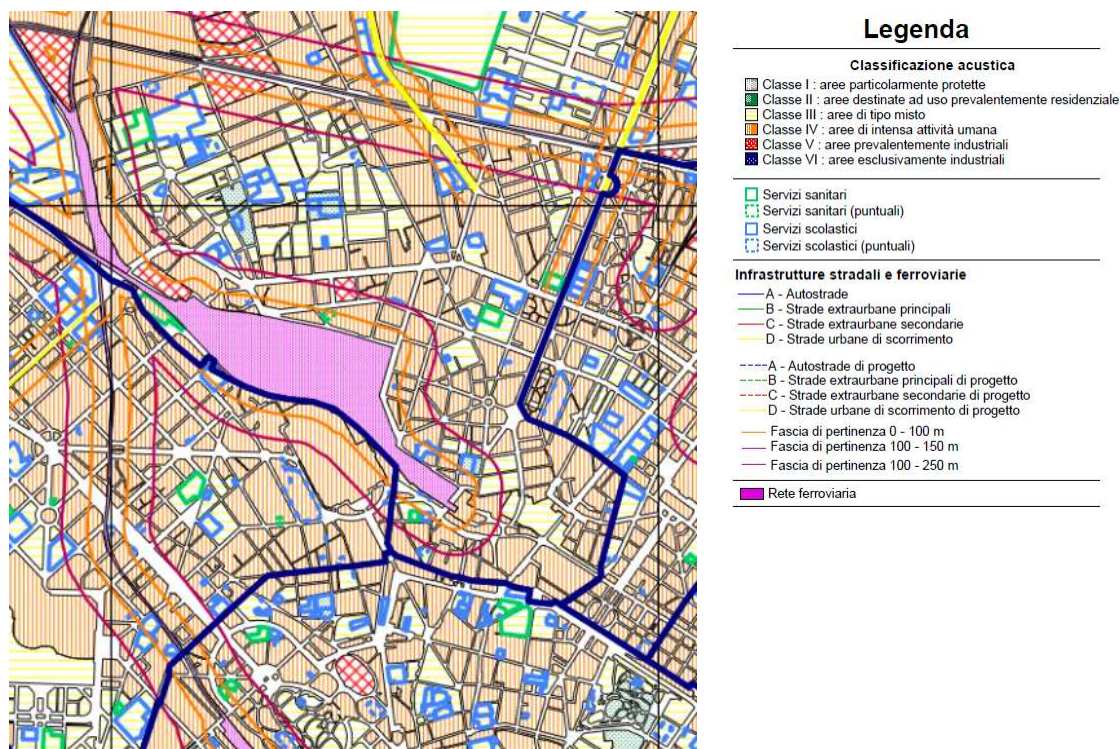 Legenda
Classificazione acustica
Classe I : aree particolarmente protette
Classe II : aree destinate ad uso prevalentemente residenziale
Classe III : aree di tipo misto
Classe IV : aree di intensa attività umana
Classe V : aree prevalentemente industriali
Classe VI : aree esclusivamente industriali
Servizi sanitari
Servizi sanitari (puntuali)
Servizi scolastici
Servizi scolastici (puntuali)
Infrastrutture stradali e ferroviarie
A - Autostrade
B - Strade extraurbane principali
C - Strade extraurbane secondarie
D - Strade urbane di scorrimento
A - Autostrade di progetto
B - Strade extraurbane principali di progetto
C - Strade extraurbane secondarie di progetto
D - Strade urbane di scorrimento di progetto
Fascia di pertinenza 0 - 100 m
Fascia di pertinenza 100 - 150 m
Fascia di pertinenza 100 - 250 m
Rete ferroviaria